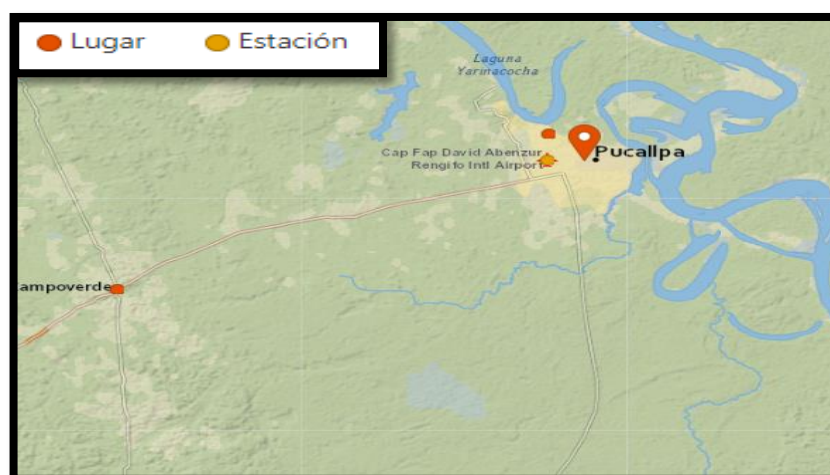 Lugar
Estación
Laguna
Yarinacocha
Cap Fap David Abenzur
Rengifo Intl Airport
Pucallpa
ampoverde